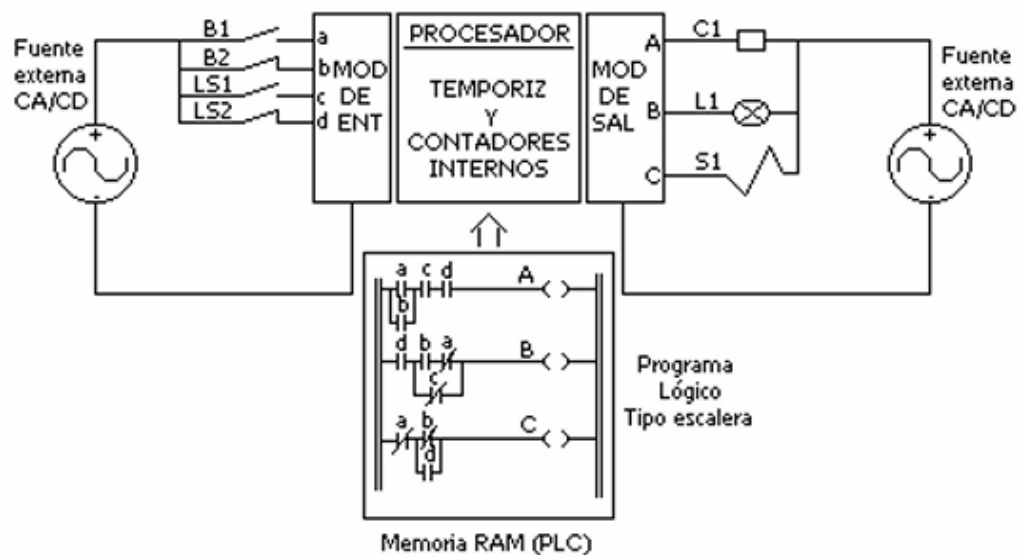 Fuente
externa
CA/CD
+
-
B1
B2
LS1
LS2
a
b
c
d
MOD
DE
ENT
PROCESADOR
TEMPORIZ
Y
CONTADORES
INTERNOS
MOD
DE
SAL
A
B
C
C1
L1
S1
Fuente
externa
CA/CD
+
-
a c d A
b
d b a B
c
a b C
d
Programa
Lógico
Tipo escalera
Memoria RAM (PLC)